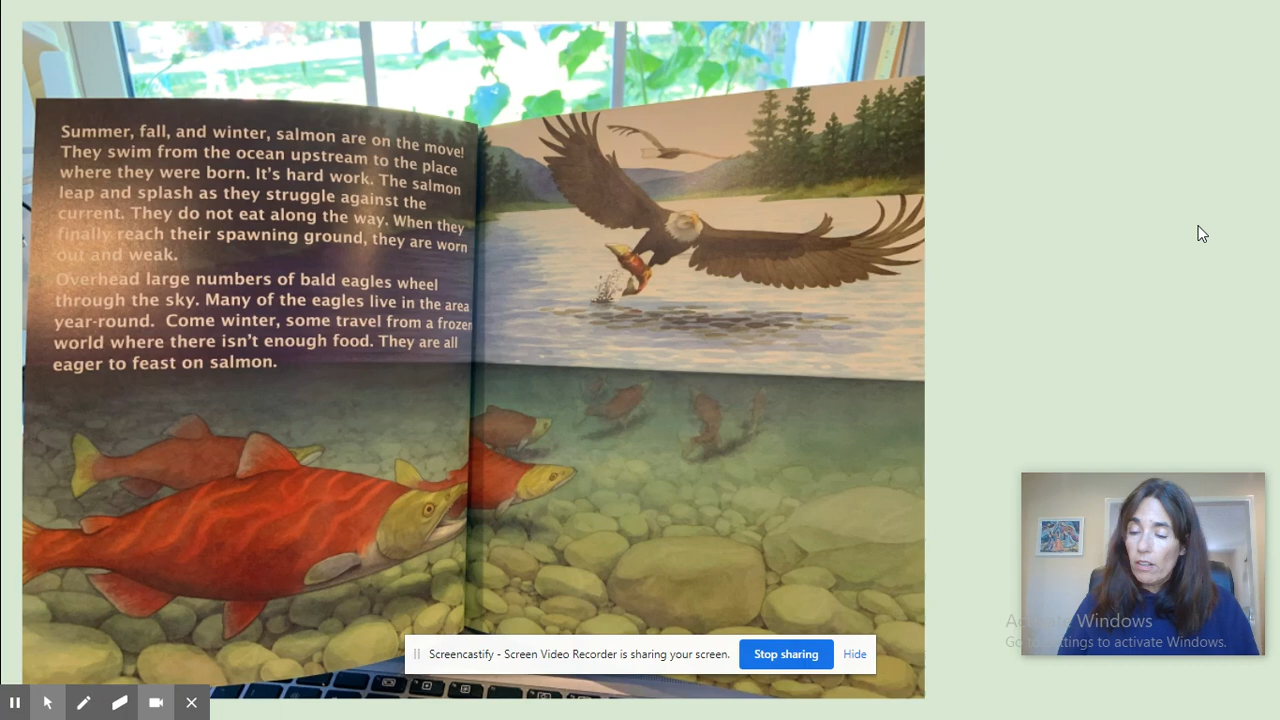 Summer, fall, and winter, salmon are on the move!
They swim from the ocean upstream to the place
where they were born. It's hard work. The salmon
leap and splash as they struggle against the
current. They do not eat along the way. When they
finally reach their spawning ground, they are worn
out and weak.
Overhead large numbers of bald eagles wheel
through the sky. Many of the eagles live in the area
year-round. Come winter, some travel from a frozen
world where there isn't enough food. They are all
eager to feast on salmon.
Screencastify - Screen Video Recorder is sharing your screen.
Stop sharing
Hide
Activate Windows
Go to Settings to activate Windows.